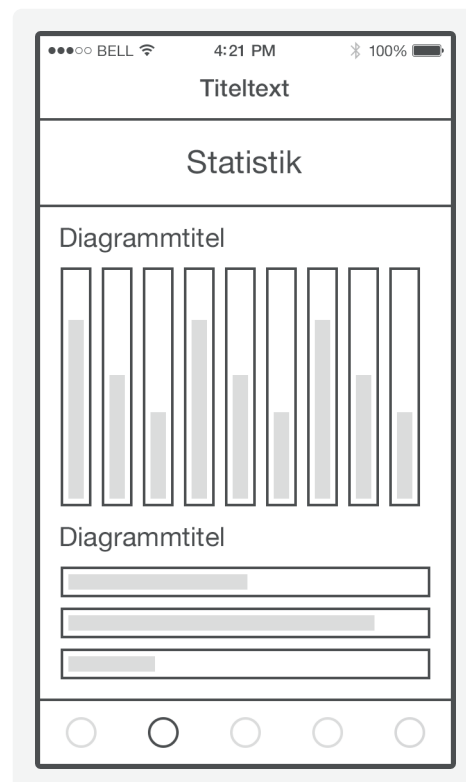 BELL 4:21 PM 100%
Titeltext
Statistik
Diagrammtitel
Diagrammtitel